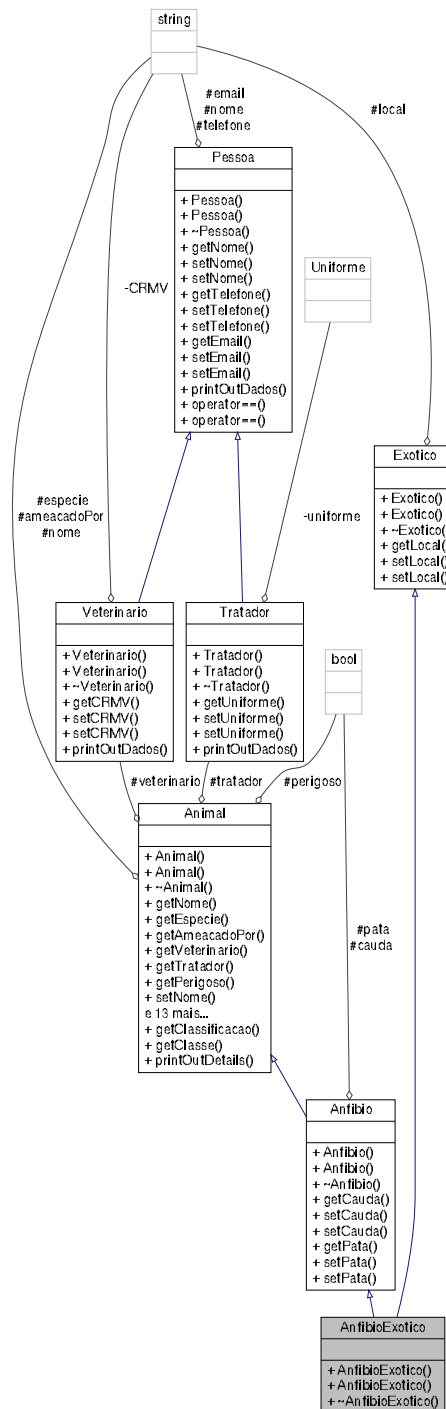 string
#email
#nome
#telefone
#local
Pessoa
+ Pessoa()
+ Pessoa()
+ ~Pessoa()
+ getNome()
+ setNome()
+ setNome()
+ getTelefone()
+ setTelefone()
+ setTelefone()
+ getEmail()
+ setEmail()
+ setEmail()
+ printOutDados()
+ operator==()
+ operator==()
Uniforme
-CRMV
Exotico
+ Exotico()
+ Exotico()
+ ~Exotico()
+ getLocal()
+ setLocal()
+ setLocal()
#especie
#ameacadoPor
#nome
-uniforme
Veterinario
+ Veterinario()
+ Veterinario()
+ ~Veterinario()
+ getCRMV()
+ setCRMV()
+ setCRMV()
+ printOutDados()
Tratador
+ Tratador()
+ Tratador()
+ ~Tratador()
+ getUniforme()
+ setUniforme()
+ setUniforme()
+ printOutDados()
bool
#veterinario
#tratador
#perigoso
Animal
+ Animal()
+ Animal()
+ ~Animal()
+ getNome()
+ getEspecie()
+ getAmeacadoPor()
+ getVeterinario()
+ getTratador()
+ getPerigoso()
+ setNome()
e 13 mais...
+ getClassificacao()
+ getClasse()
+ printOutDetails()
#pata
#cauda
Anfibio
+ Anfibio()
+ Anfibio()
+ ~Anfibio()
+ getCauda()
+ setCauda()
+ setCauda()
+ getPata()
+ setPata()
+ setPata()
AnfibioExotico
+ AnfibioExotico()
+ AnfibioExotico()
+ ~AnfibioExotico()